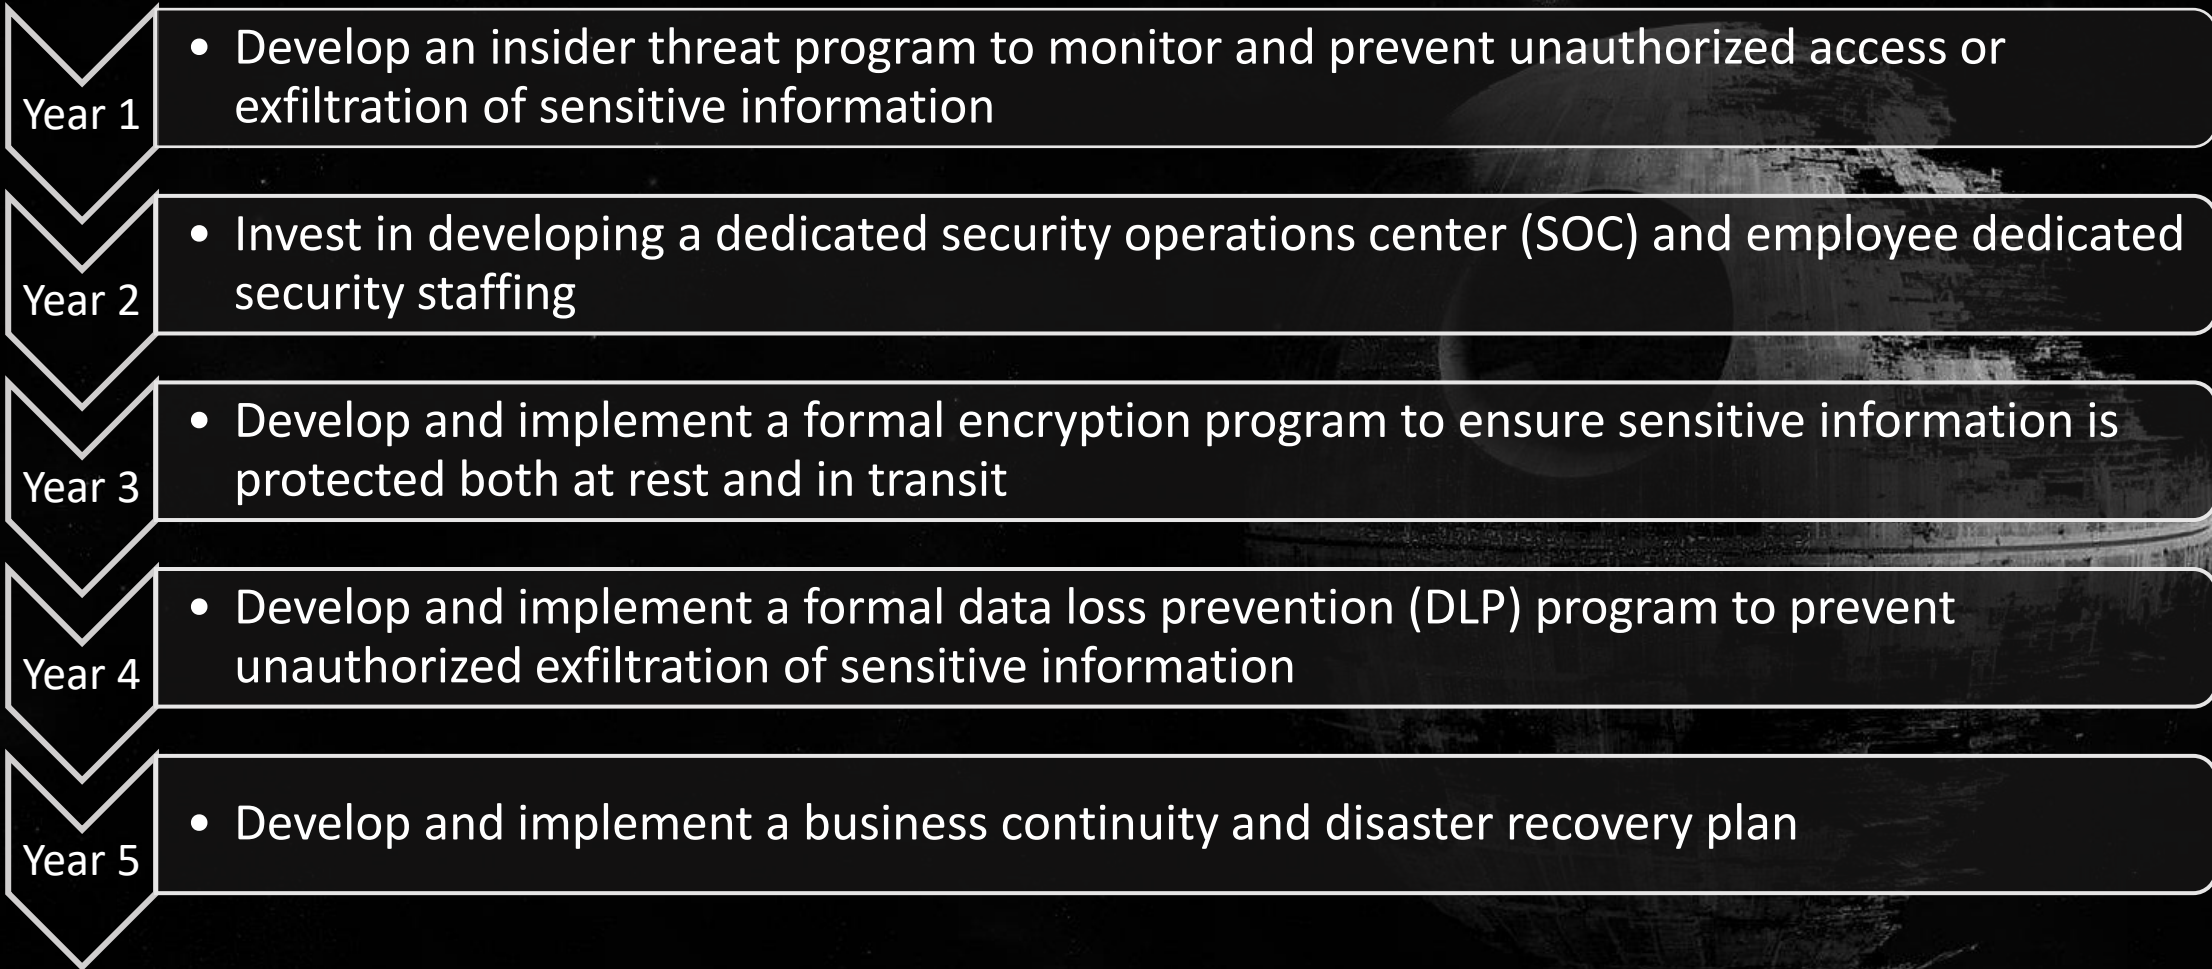 Year 1
• Develop an insider threat program to monitor and prevent unauthorized access or
exfiltration of sensitive information
Year 2
• Invest in developing a dedicated security operations center (SOC) and employee dedicated
security staffing
Year 3
• Develop and implement a formal encryption program to ensure sensitive information is
protected both at rest and in transit
Year 4
• Develop and implement a formal data loss prevention (DLP) program to prevent
unauthorized exfiltration of sensitive information
Year 5
• Develop and implement a business continuity and disaster recovery plan